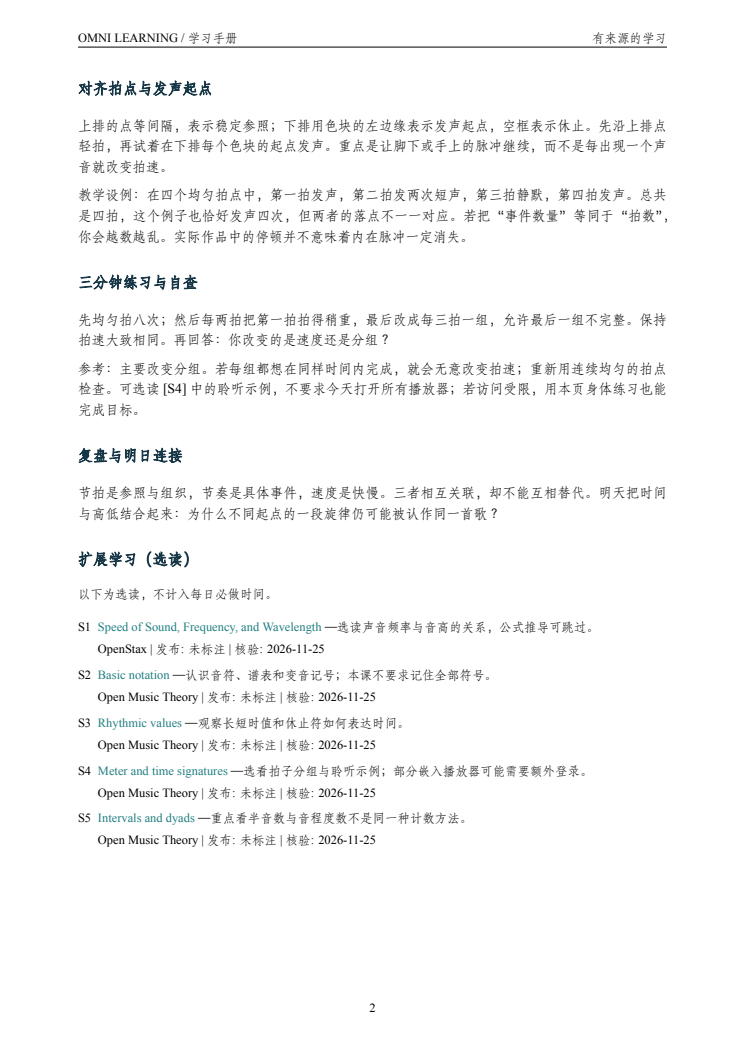 OMNI LEARNING / 学习手册
有来源的学习
对齐拍点与发声起点
上排的点等间隔，表示稳定参照；下排用色块的左边缘表示发声起点，空框表示休止。先沿上排点
轻拍，再试着在下排每个色块的起点发声。重点是让脚下或手上的脉冲继续，而不是每出现一个声
音就改变拍速。
教学设例：在四个均匀拍点中，第一拍发声，第二拍发两次短声，第三拍静默，第四拍发声。总共
是四拍，这个例子也恰好发声四次，但两者的落点不一一对应。若把“事件数量”等同于“拍数”，
你会越数越乱。实际作品中的停顿并不意味着内在脉冲一定消失。
三分钟练习与自查
先均匀拍八次；然后每两拍把第一拍拍得稍重，最后改成每三拍一组，允许最后一组不完整。保持
拍速大致相同。再回答：你改变的是速度还是分组？
参考：主要改变分组。若每组都想在同样时间内完成，就会无意改变拍速；重新用连续均匀的拍点
检查。可选读 [S4] 中的聆听示例，不要求今天打开所有播放器；若访问受限，用本页身体练习也能
完成目标。
复盘与明日连接
节拍是参照与组织，节奏是具体事件，速度是快慢。三者相互关联，却不能互相替代。明天把时间
与高低结合起来：为什么不同起点的一段旋律仍可能被认作同一首歌？
扩展学习（选读）
以下为选读，不计入每日必做时间。
S1 Speed of Sound, Frequency, and Wavelength —选读声音频率与音高的关系，公式推导可跳过。
OpenStax | 发布: 未标注 | 核验: 2026-11-25
S2 Basic notation —认识音符、谱表和变音记号；本课不要求记住全部符号。
Open Music Theory | 发布: 未标注 | 核验: 2026-11-25
S3 Rhythmic values —观察长短时值和休止符如何表达时间。
Open Music Theory | 发布: 未标注 | 核验: 2026-11-25
S4 Meter and time signatures —选看拍子分组与聆听示例；部分嵌入播放器可能需要额外登录。
Open Music Theory | 发布: 未标注 | 核验: 2026-11-25
S5 Intervals and dyads —重点看半音数与音程度数不是同一种计数方法。
Open Music Theory | 发布: 未标注 | 核验: 2026-11-25
2